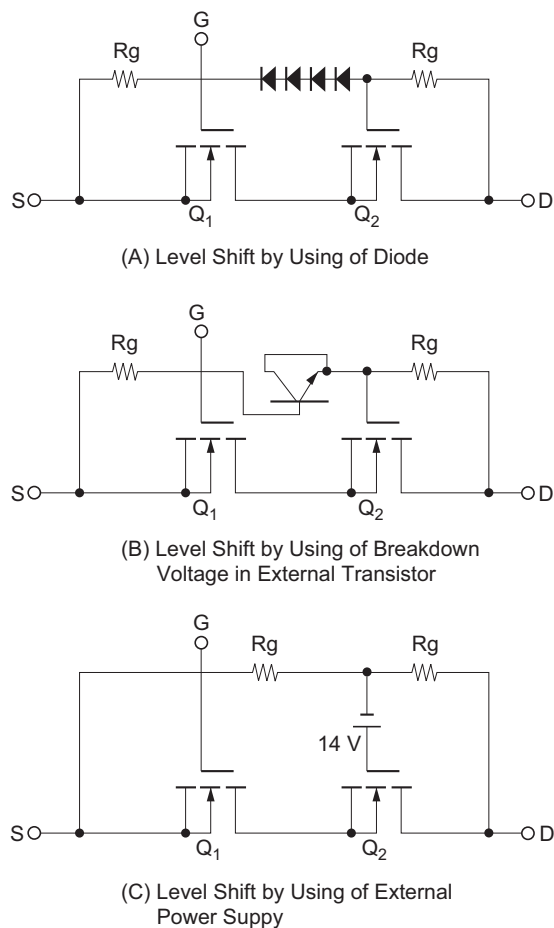 G
Rg Rg
S D
Q1 Q2
(A) Level Shift by Using of Diode
G
Rg Rg
S D
Q1 Q2
(B) Level Shift by Using of Breakdown
Voltage in External Transistor
G
Rg Rg
14 V
S D
Q1 Q2
(C) Level Shift by Using of External
Power Suppy